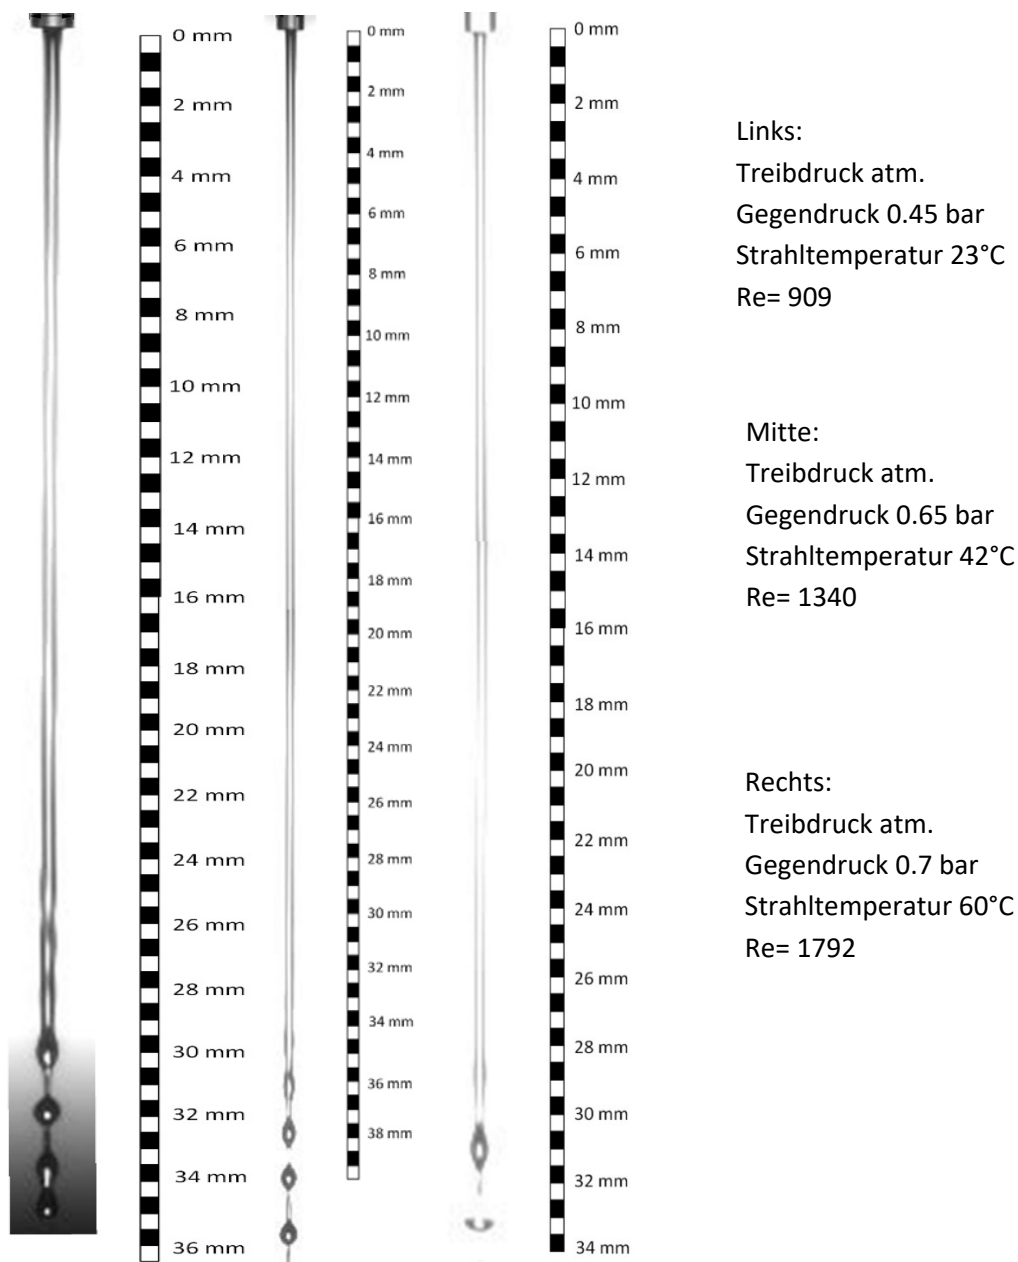 0 mm
2 mm
4 mm
6 mm
8 mm
10 mm
12 mm
14 mm
16 mm
18 mm
20 mm
22 mm
24 mm
26 mm
28 mm
30 mm
32 mm
34 mm
36 mm
0 mm
2 mm
4 mm
6 mm
8 mm
10 mm
12 mm
14 mm
16 mm
18 mm
20 mm
22 mm
24 mm
26 mm
28 mm
30 mm
32 mm
34 mm
36 mm
38 mm
0 mm
2 mm
4 mm
6 mm
8 mm
10 mm
12 mm
14 mm
16 mm
18 mm
20 mm
22 mm
24 mm
26 mm
28 mm
30 mm
32 mm
34 mm
Links:
Treibdruck atm.
Gegendruck 0.45 bar
Strahltemperatur 23°C
Re= 909
Mitte:
Treibdruck atm.
Gegendruck 0.65 bar
Strahltemperatur 42°C
Re= 1340
Rechts:
Treibdruck atm.
Gegendruck 0.7 bar
Strahltemperatur 60°C
Re= 1792